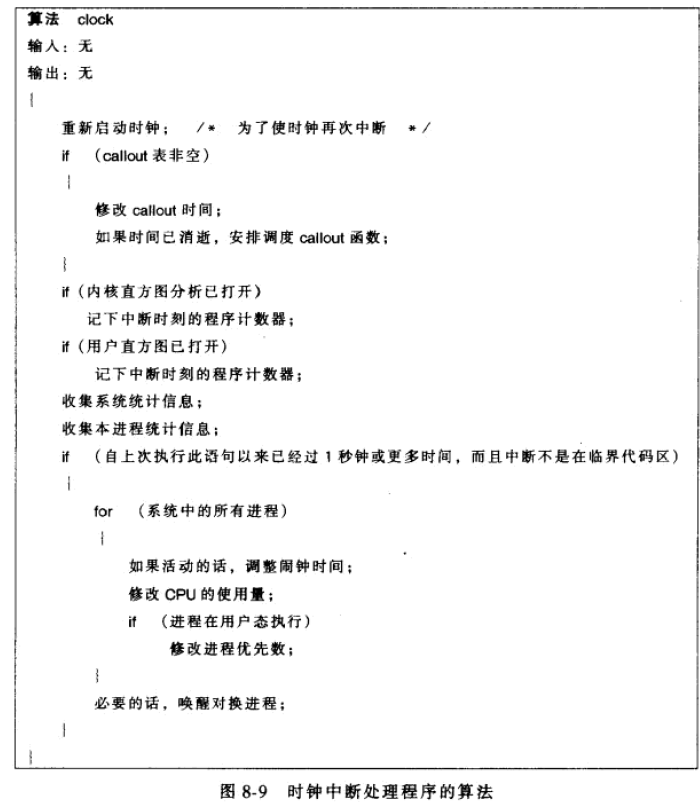 算法 clock
输入：无
输出：无
{
重新启动时钟； /* 为了使时钟再次中断 */
if （callout 表非空）
{
修改 callout 时间；
如果时间已消逝，安排调度 callout 函数；
}
if（内核直方图分析已打开）
记下中断时刻的程序计数器；
if（用户直方图已打开）
记下中断时刻的程序计数器；
收集系统统计信息；
收集本进程统计信息；
if （自上次执行此语句以来已经过 1 秒钟或更多时间，而且中断不是在临界代码区）
{
for （系统中的所有进程）
{
如果活动的话，调整闹钟时间；
修改 CPU 的使用量；
if （进程在用户态执行）
修改进程优先数；
}
必要的话，唤醒对换进程；
}
}
图 8-9 时钟中断处理程序的算法